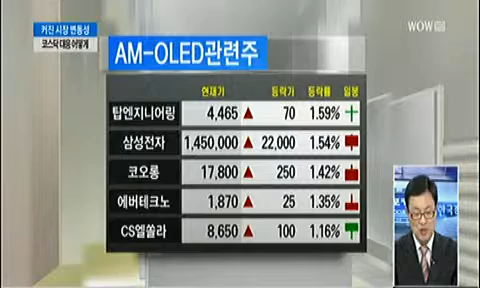 커진 시장 변동성
코스닥 대응 어떻게
WOW
AM-OLED관련주
현재가 등락가 등락률 일봉
탑엔지니어링 4,465 ▲ 70 1.59%
삼성전자 1,450,000 ▲ 22,000 1.54%
코오롱 17,800 ▲ 250 1.42%
에버테크노 1,870 ▲ 25 1.35%
CS엘쏠라 8,650 ▲ 100 1.16%